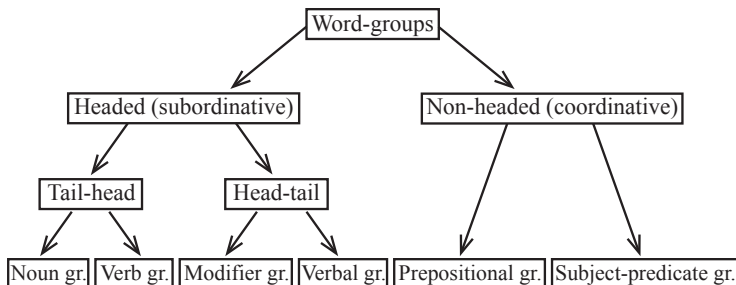 Word-groups
Headed (subordinative)
Non-headed (coordinative)
Tail-head
Head-tail
Noun gr.
Verb gr.
Modifier gr.
Verbal gr.
Prepositional gr.
Subject-predicate gr.